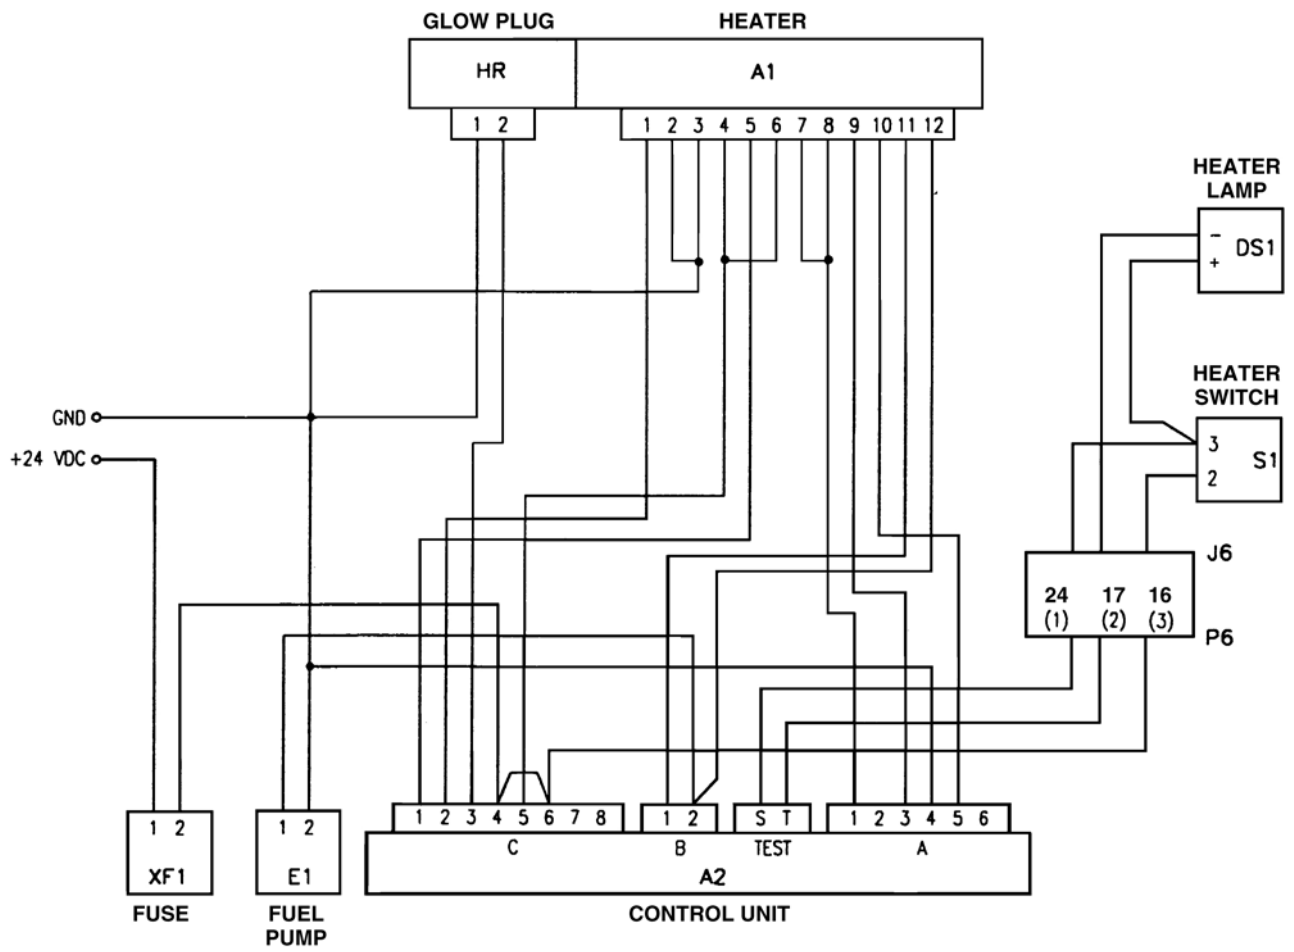 GLOW PLUG
HEATER
HR
A1
1 2
1 2 3 4 5 6 7 8 9 10 11 12
HEATER
LAMP
−
+
DS1
HEATER
SWITCH
3
2
S1
GND
+24 VDC
J6
24 17 16
(1) (2) (3)
P6
1 2
XF1
FUSE
1 2
E1
FUEL
PUMP
1 2 3 4 5 6 7 8
C
1 2
B
S T
TEST
1 2 3 4 5 6
A
A2
CONTROL UNIT